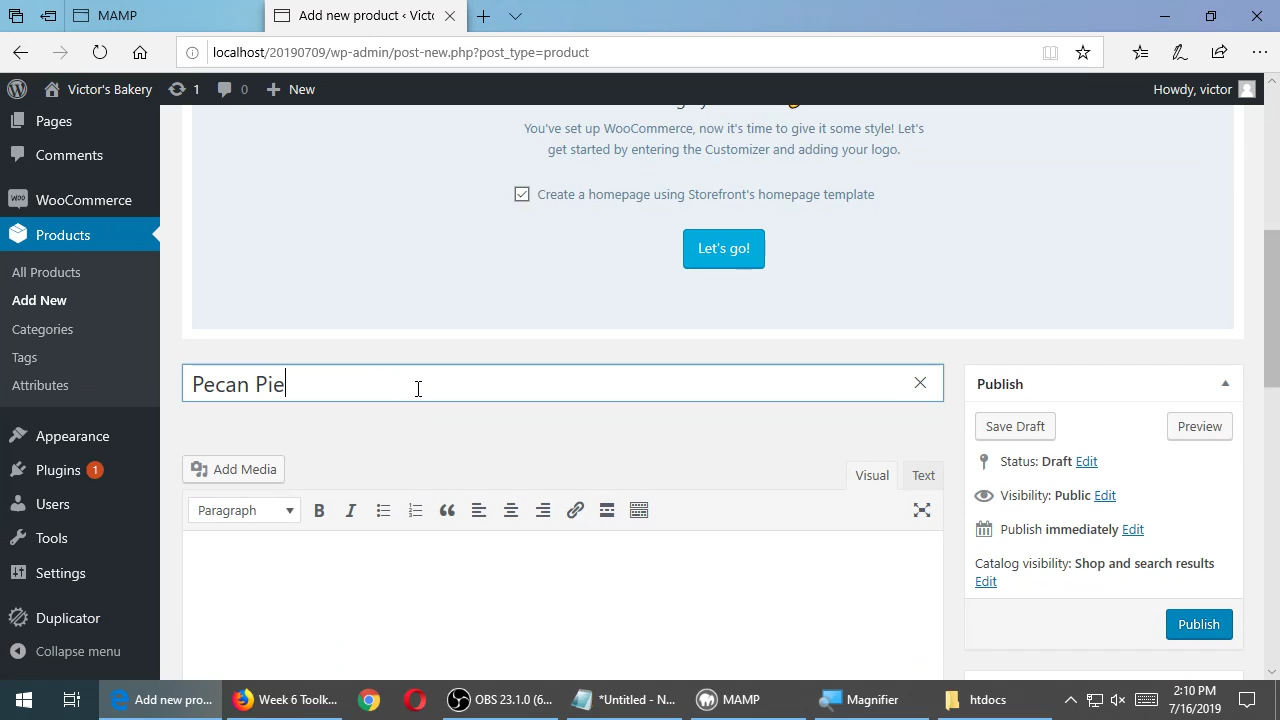 MAMP
Add new product ‹ Victo
localhost/20190709/wp-admin/post-new.php?post_type=product
Victor's Bakery
1
0
New
Howdy, victor
Pages
Comments
WooCommerce
Products
All Products
Add New
Categories
Tags
Attributes
Appearance
Plugins 1
Users
Tools
Settings
Duplicator
Collapse menu
You've set up WooCommerce, now it's time to give it some style! Let's
get started by entering the Customizer and adding your logo.
Create a homepage using Storefront's homepage template
Let's go!
Pecan Pie
Add Media
Visual
Text
Paragraph
B
I
Publish
Save Draft
Preview
Status: Draft Edit
Visibility: Public Edit
Publish immediately Edit
Catalog visibility: Shop and search results
Edit
Publish
Add new pro...
Week 6 Toolk...
OBS 23.1.0 (6...
*Untitled - N...
MAMP
Magnifier
htdocs
2:10 PM
7/16/2019